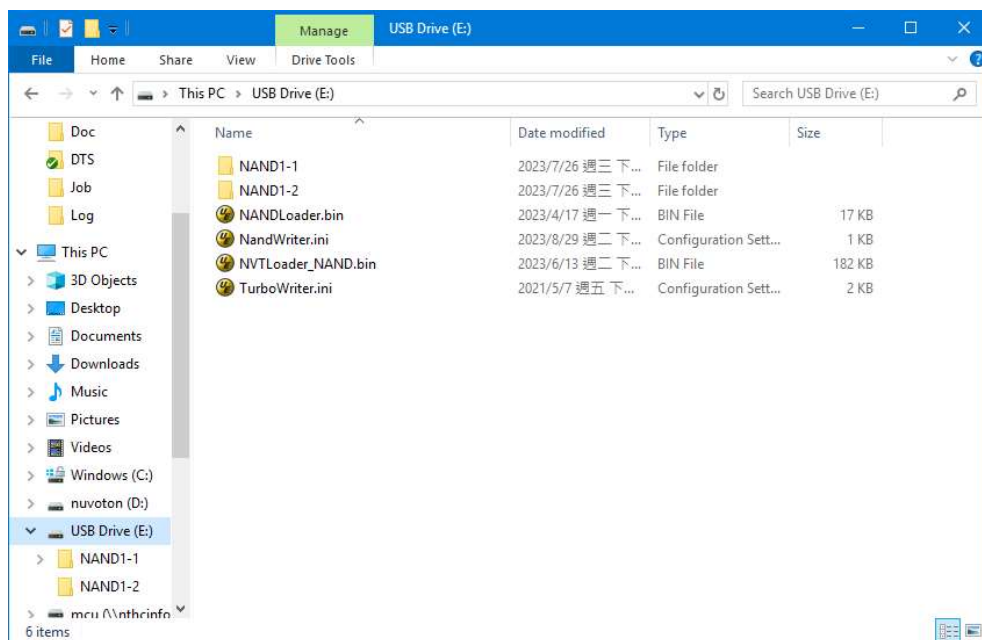 Manage
USB Drive (E:)
File
Home
Share
View
Drive Tools
This PC > USB Drive (E:)
Search USB Drive (E:)
Doc
DTS
Job
Log
This PC
3D Objects
Desktop
Documents
Downloads
Music
Pictures
Videos
Windows (C:)
nuvoton (D:)
USB Drive (E:)
NAND1-1
NAND1-2
mcu (\\nthcinfo
Name Date modified Type Size
NAND1-1 2023/7/26 週三 下... File folder
NAND1-2 2023/7/26 週三 下... File folder
NANDLoader.bin 2023/4/17 週一 下... BIN File 17 KB
NandWriter.ini 2023/8/29 週二 下... Configuration Sett... 1 KB
NVTLoader_NAND.bin 2023/6/13 週二 下... BIN File 182 KB
TurboWriter.ini 2021/5/7 週五 下... Configuration Sett... 2 KB
6 items